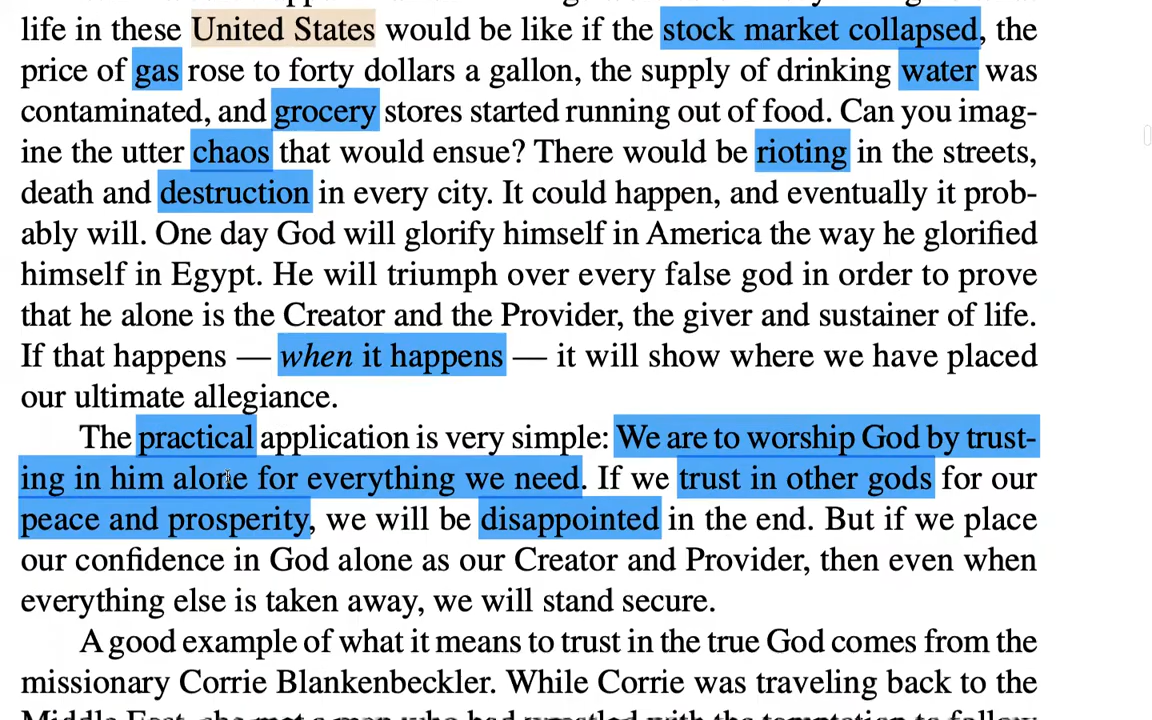 life in these United States would be like if the stock market collapsed, the
price of gas rose to forty dollars a gallon, the supply of drinking water was
contaminated, and grocery stores started running out of food. Can you imag-
ine the utter chaos that would ensue? There would be rioting in the streets,
death and destruction in every city. It could happen, and eventually it prob-
ably will. One day God will glorify himself in America the way he glorified
himself in Egypt. He will triumph over every false god in order to prove
that he alone is the Creator and the Provider, the giver and sustainer of life.
If that happens — when it happens — it will show where we have placed
our ultimate allegiance.
The practical application is very simple: We are to worship God by trust-
ing in him alone for everything we need. If we trust in other gods for our
peace and prosperity, we will be disappointed in the end. But if we place
our confidence in God alone as our Creator and Provider, then even when
everything else is taken away, we will stand secure.
A good example of what it means to trust in the true God comes from the
missionary Corrie Blankenbeckler. While Corrie was traveling back to the